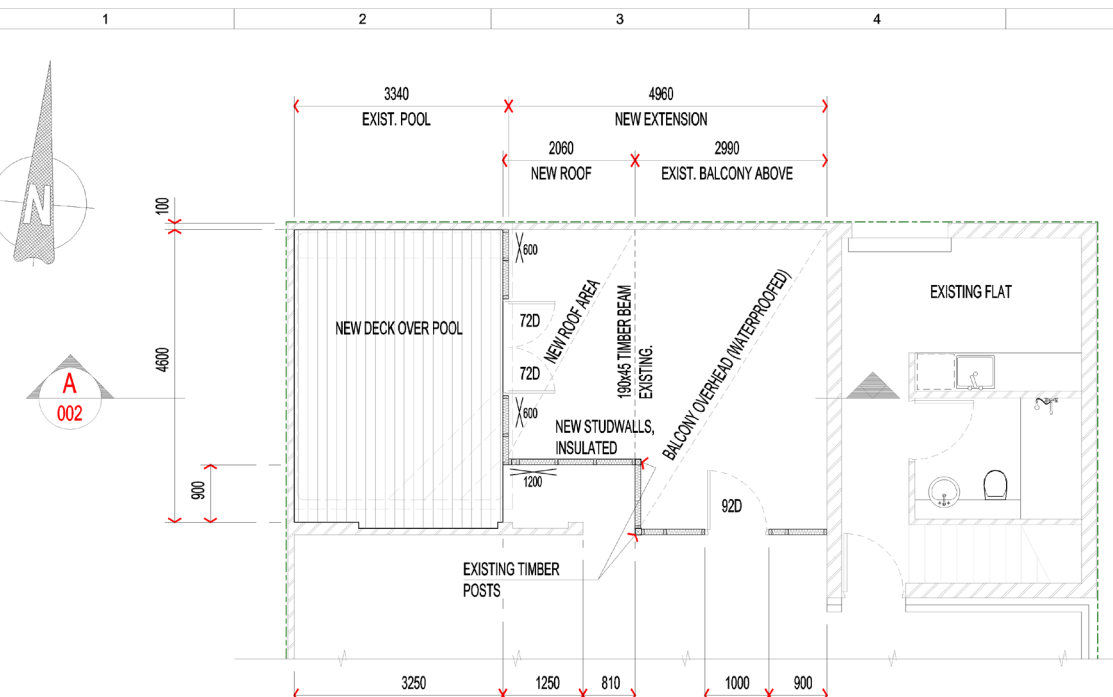 1
2
3
4
3340
4960
EXIST. POOL
NEW EXTENSION
2060
2990
NEW ROOF
EXIST. BALCONY ABOVE
N
100
600
NEW ROOF AREA
190x45 TIMBER BEAM
EXISTING.
BALCONY OVERHEAD (WATERPROOFED)
EXISTING FLAT
NEW DECK OVER POOL
72D
4600
72D
A
002
600
NEW STUDWALLS,
INSULATED
1200
900
92D
EXISTING TIMBER
POSTS
3250
1250
810
1000
900